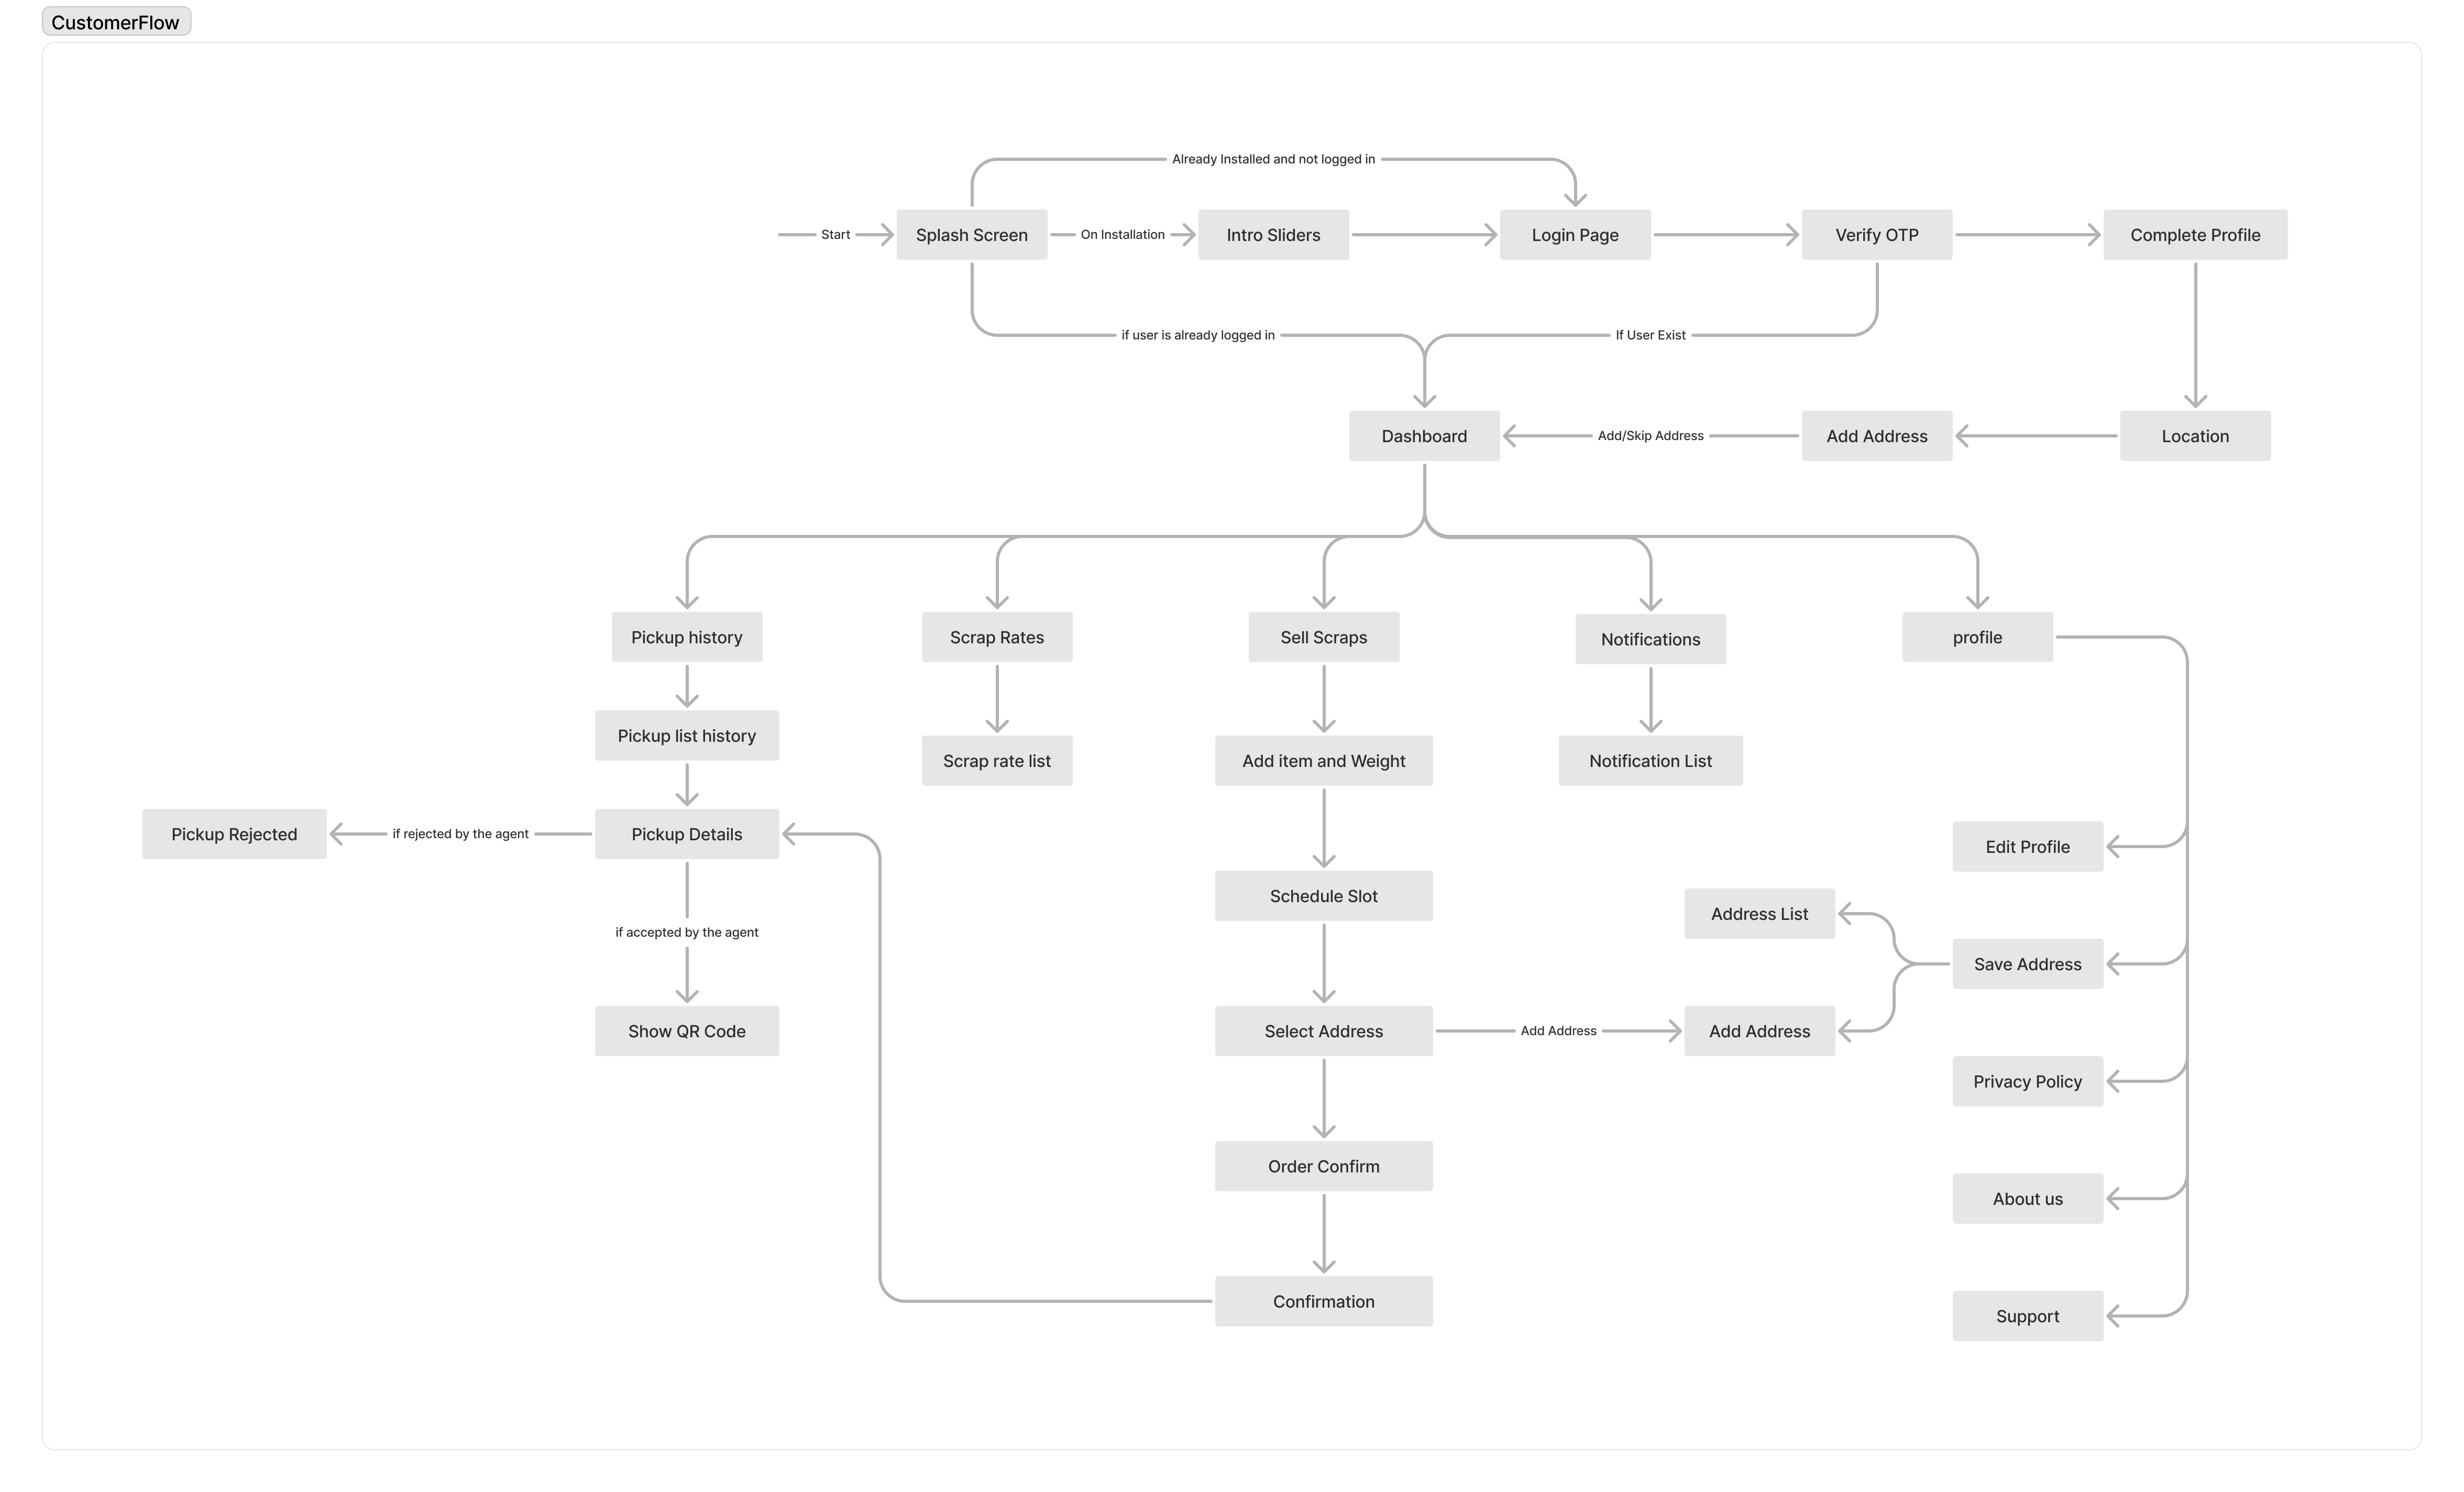 CustomerFlow
Already Installed and not logged in
Start
Splash Screen
On Installation
Intro Sliders
Login Page
Verify OTP
Complete Profile
if user is already logged in
If User Exist
Dashboard
Add/Skip Address
Add Address
Location
Pickup history
Scrap Rates
Sell Scraps
Notifications
profile
Pickup list history
Scrap rate list
Add item and Weight
Notification List
Pickup Rejected
if rejected by the agent
Pickup Details
Edit Profile
Schedule Slot
Address List
if accepted by the agent
Save Address
Show QR Code
Select Address
Add Address
Add Address
Privacy Policy
Order Confirm
About us
Confirmation
Support